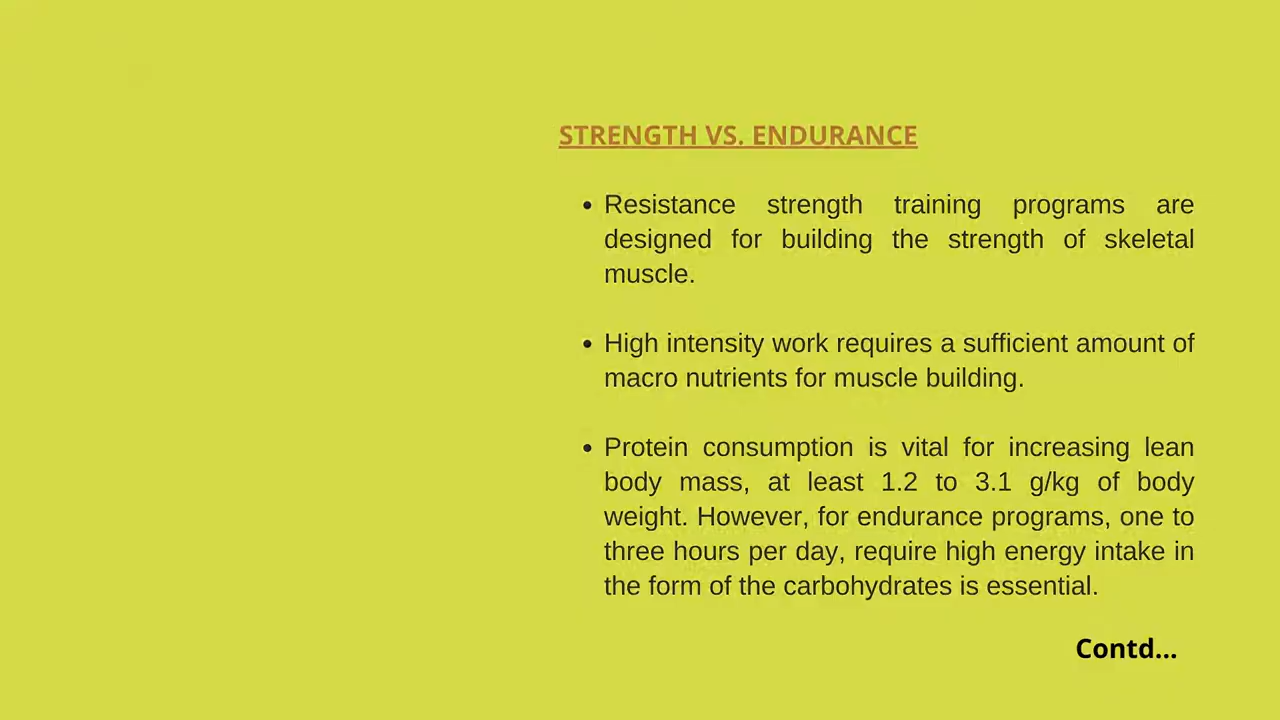 STRENGTH VS. ENDURANCE
• Resistance strength training programs are
designed for building the strength of skeletal
muscle.
• High intensity work requires a sufficient amount of
macro nutrients for muscle building.
• Protein consumption is vital for increasing lean
body mass, at least 1.2 to 3.1 g/kg of body
weight. However, for endurance programs, one to
three hours per day, require high energy intake in
the form of the carbohydrates is essential.
Contd...